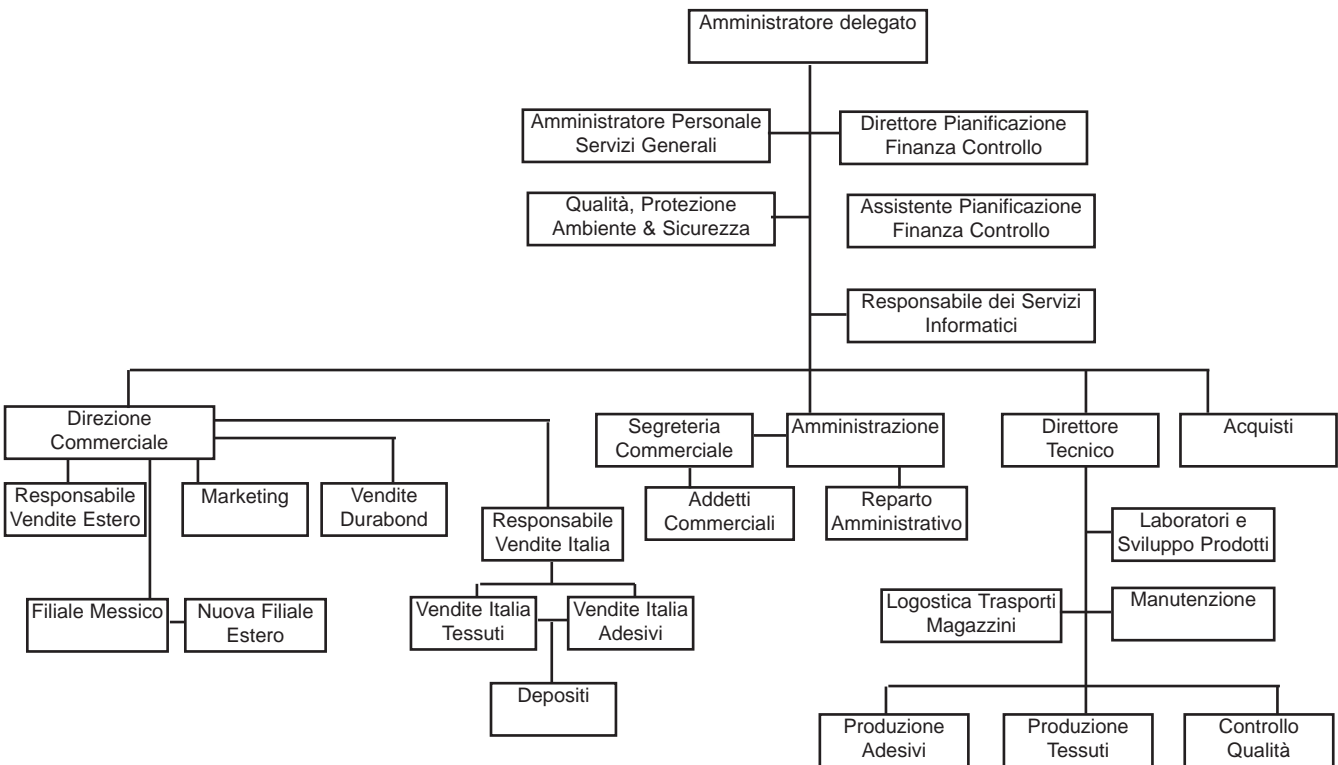 Amministratore delegato
Amministratore Personale
Servizi Generali
Direttore Pianificazione
Finanza Controllo
Qualità, Protezione
Ambiente & Sicurezza
Assistente Pianificazione
Finanza Controllo
Responsabile dei Servizi
Informatici
Direzione
Commerciale
Segreteria
Commerciale
Amministrazione
Direttore
Tecnico
Acquisti
Responsabile
Vendite Estero
Marketing
Vendite
Durabond
Responsabile
Vendite Italia
Addetti
Commerciali
Reparto
Amministrativo
Laboratori e
Sviluppo Prodotti
Filiale Messico
Nuova Filiale
Estero
Vendite Italia
Tessuti
Vendite Italia
Adesivi
Logostica Trasporti
Magazzini
Manutenzione
Depositi
Produzione
Adesivi
Produzione
Tessuti
Controllo
Qualità